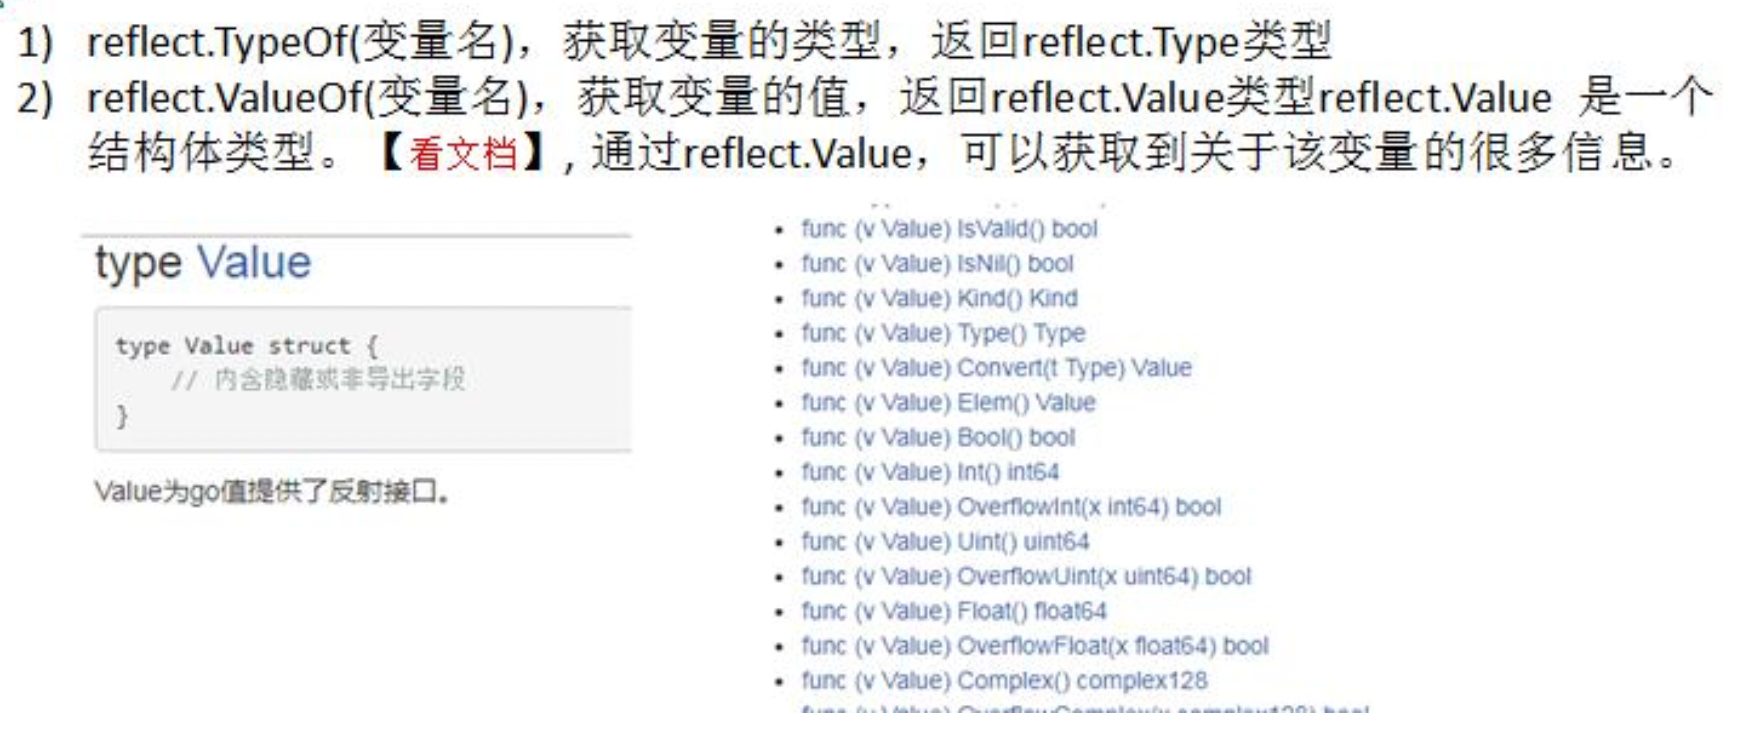 1) reflect.TypeOf(变量名)，获取变量的类型，返回reflect.Type类型
2) reflect.ValueOf(变量名)，获取变量的值，返回reflect.Value类型reflect.Value 是一个
结构体类型。【看文档】, 通过reflect.Value，可以获取到关于该变量的很多信息。
type Value
type Value struct {
// 内含隐藏或非导出字段
}
Value为go值提供了反射接口。
• func (v Value) IsValid() bool
• func (v Value) IsNil() bool
• func (v Value) Kind() Kind
• func (v Value) Type() Type
• func (v Value) Convert(t Type) Value
• func (v Value) Elem() Value
• func (v Value) Bool() bool
• func (v Value) Int() int64
• func (v Value) OverflowInt(x int64) bool
• func (v Value) Uint() uint64
• func (v Value) OverflowUint(x uint64) bool
• func (v Value) Float() float64
• func (v Value) OverflowFloat(x float64) bool
• func (v Value) Complex() complex128
func (v Value) OverflowComplex(x complex128) bool